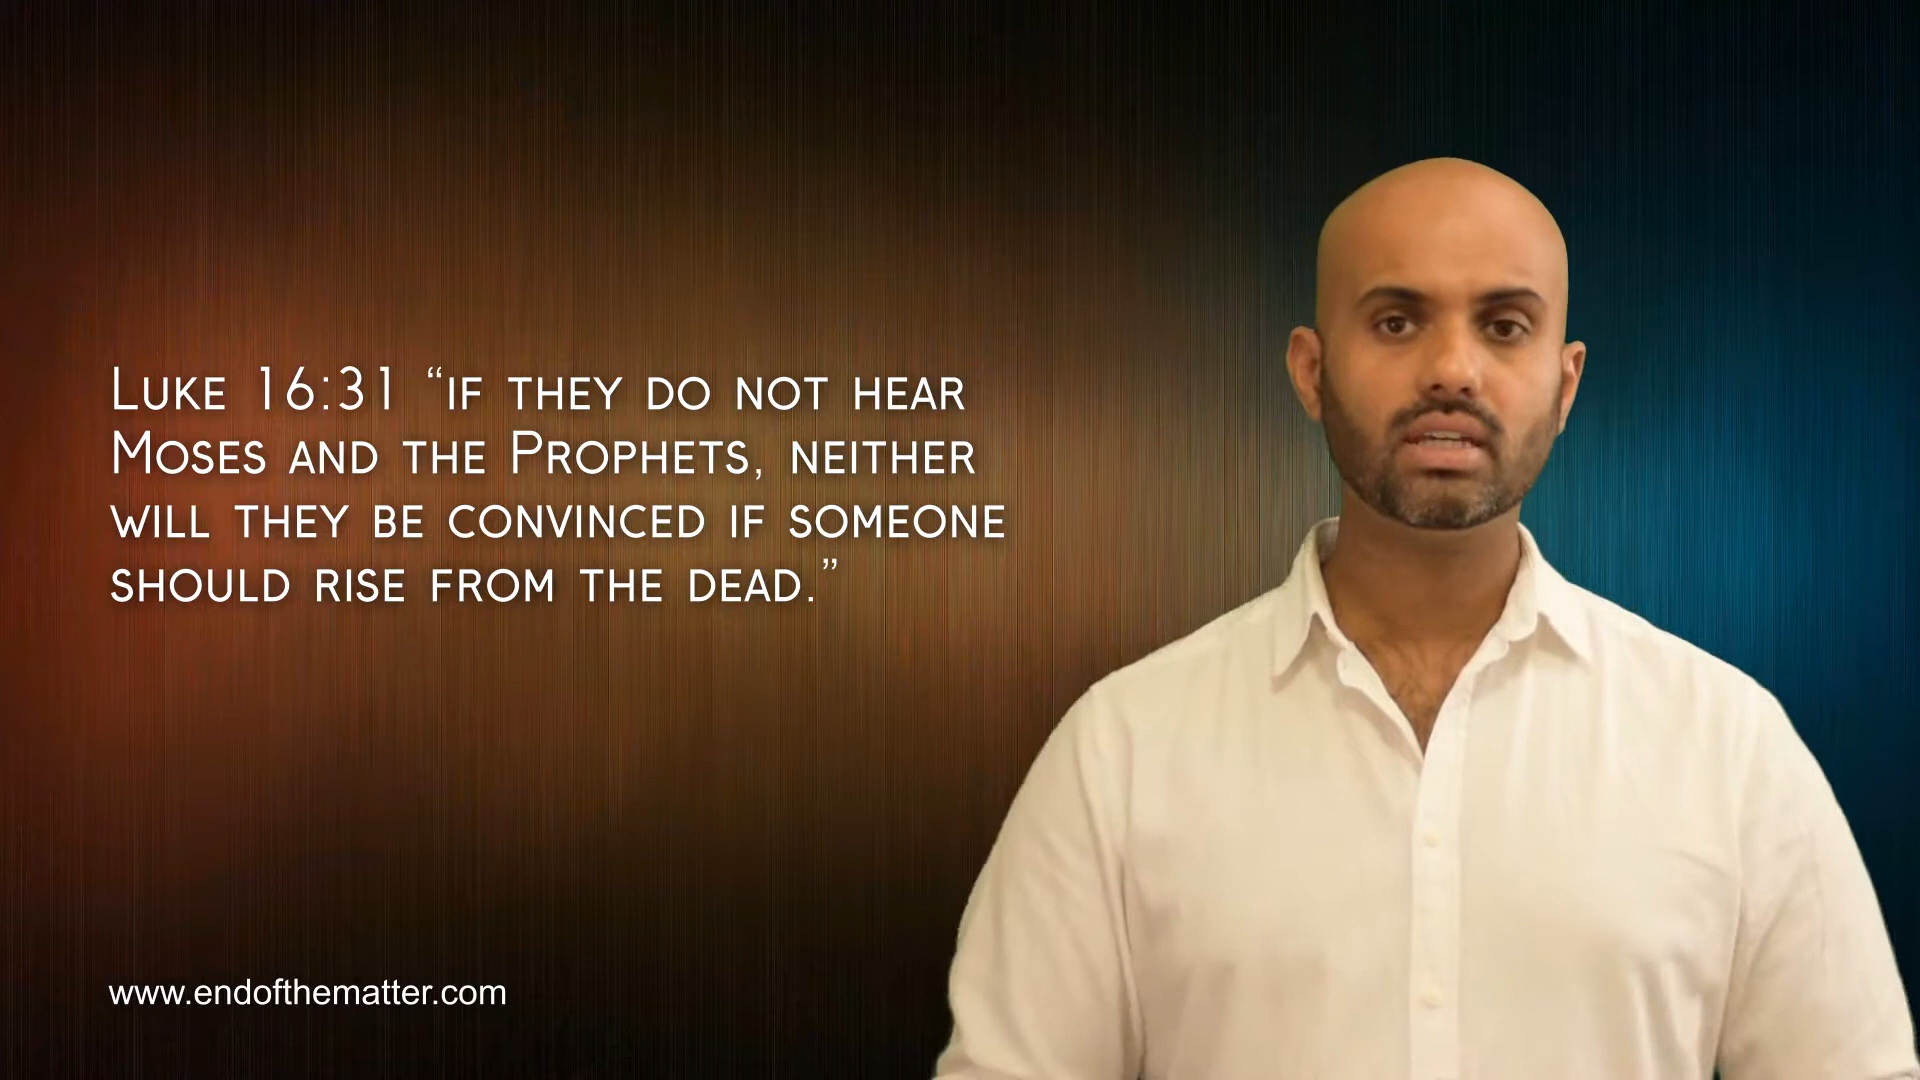 Luke 16:31 “if they do not hear
Moses and the Prophets, neither
will they be convinced if someone
should rise from the dead.”
www.endofthematter.com